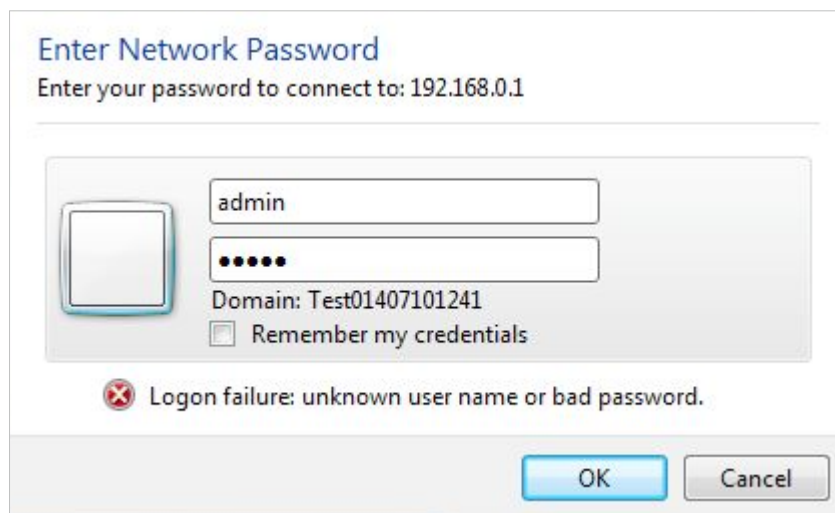 Enter Network Password
Enter your password to connect to: 192.168.0.1
admin
●●●●●
Domain: Test01407101241
Remember my credentials
Logon failure: unknown user name or bad password.
OK Cancel